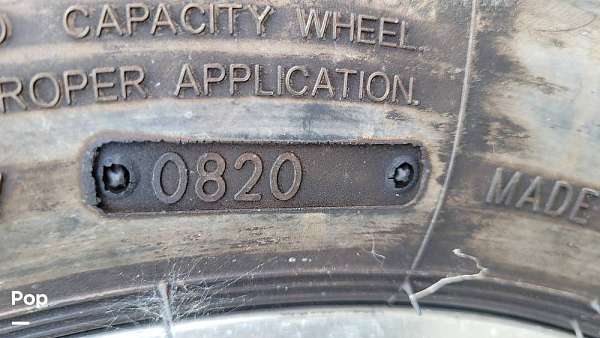 CAPACITY WHEEL
ROPER APPLICATION.
0820
MADE
Pop